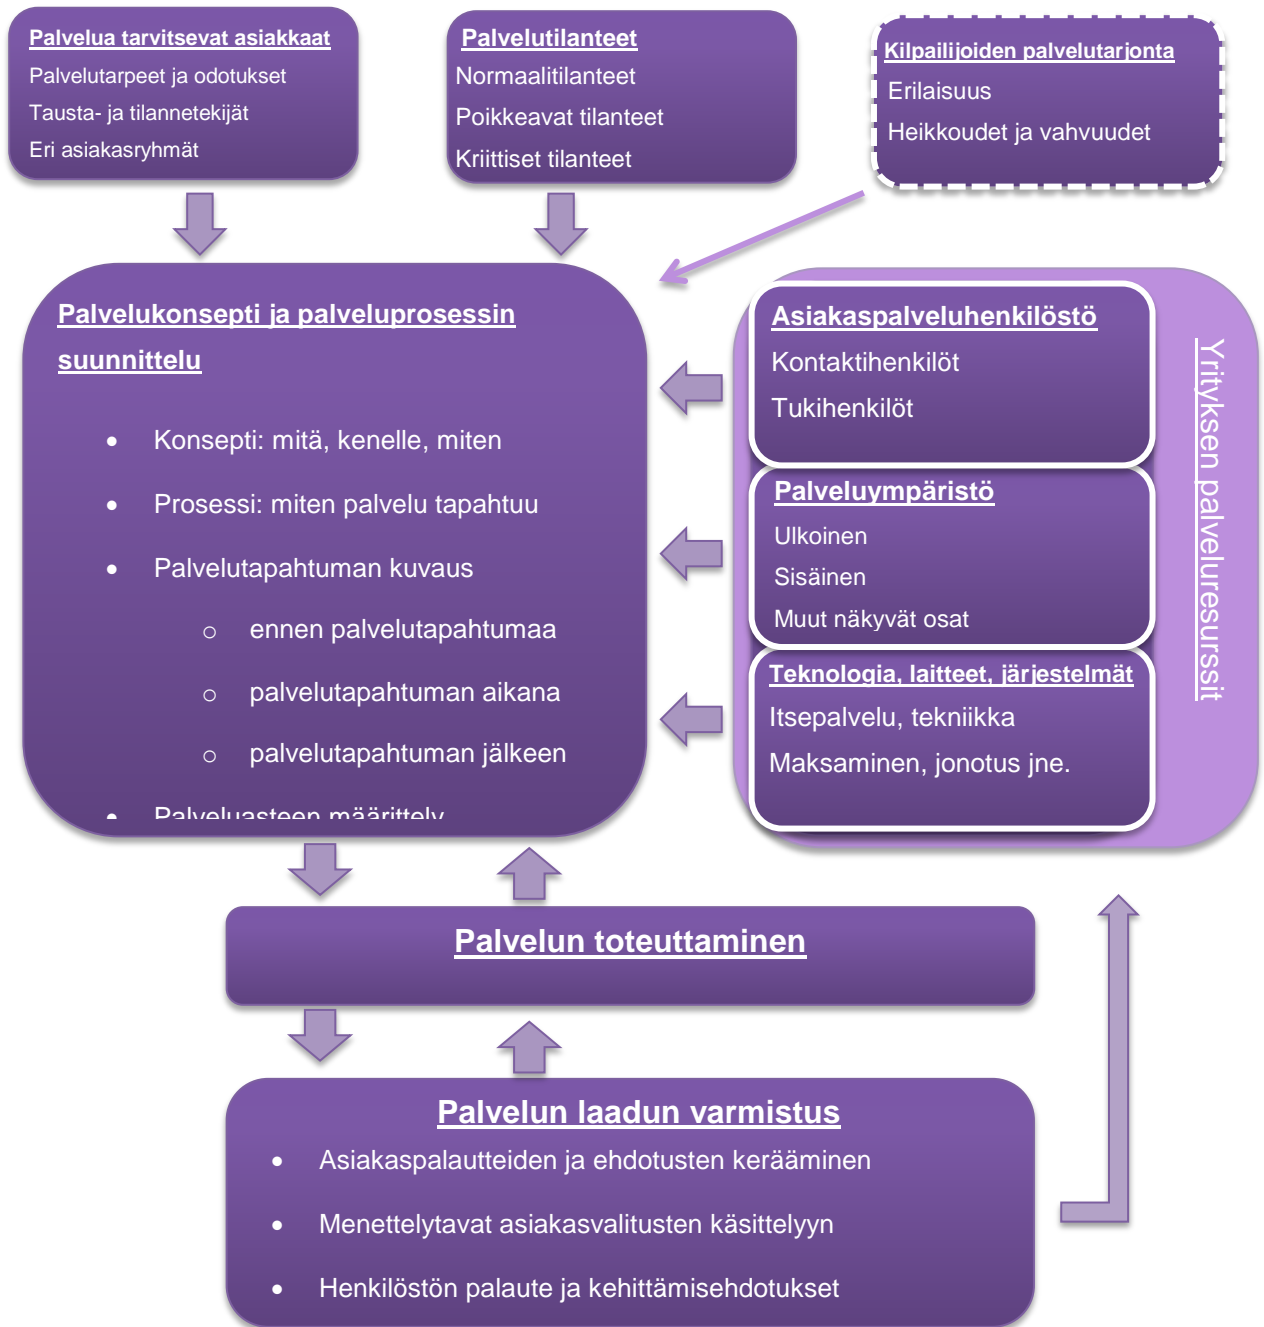 Palvelua tarvitsevat asiakkaat
Palvelutarpeet ja odotukset
Tausta- ja tilannetekijät
Eri asiakasryhmät
Palvelutilanteet
Normaalitilanteet
Poikkeavat tilanteet
Kriittiset tilanteet
Kilpailijoiden palvelutarjonta
Erilaisuus
Heikkoudet ja vahvuudet
Palvelukonsepti ja palveluprosessin
suunnittelu
• Konsepti: mitä, kenelle, miten
• Prosessi: miten palvelu tapahtuu
• Palvelutapahtuman kuvaus
o ennen palvelutapahtumaa
o palvelutapahtuman aikana
o palvelutapahtuman jälkeen
• Palveluasteen määrittely
Asiakaspalveluhenkilöstö
Kontaktihenkilöt
Tukihenkilöt
Palveluympäristö
Ulkoinen
Sisäinen
Muut näkyvät osat
Teknologia, laitteet, järjestelmät
Itsepalvelu, tekniikka
Maksaminen, jonotus jne.
Yrityksen palveluresurssit
Palvelun toteuttaminen
Palvelun laadun varmistus
• Asiakaspalautteiden ja ehdotusten kerääminen
• Menettelytavat asiakasvalitusten käsittelyyn
• Henkilöstön palaute ja kehittämisehdotukset